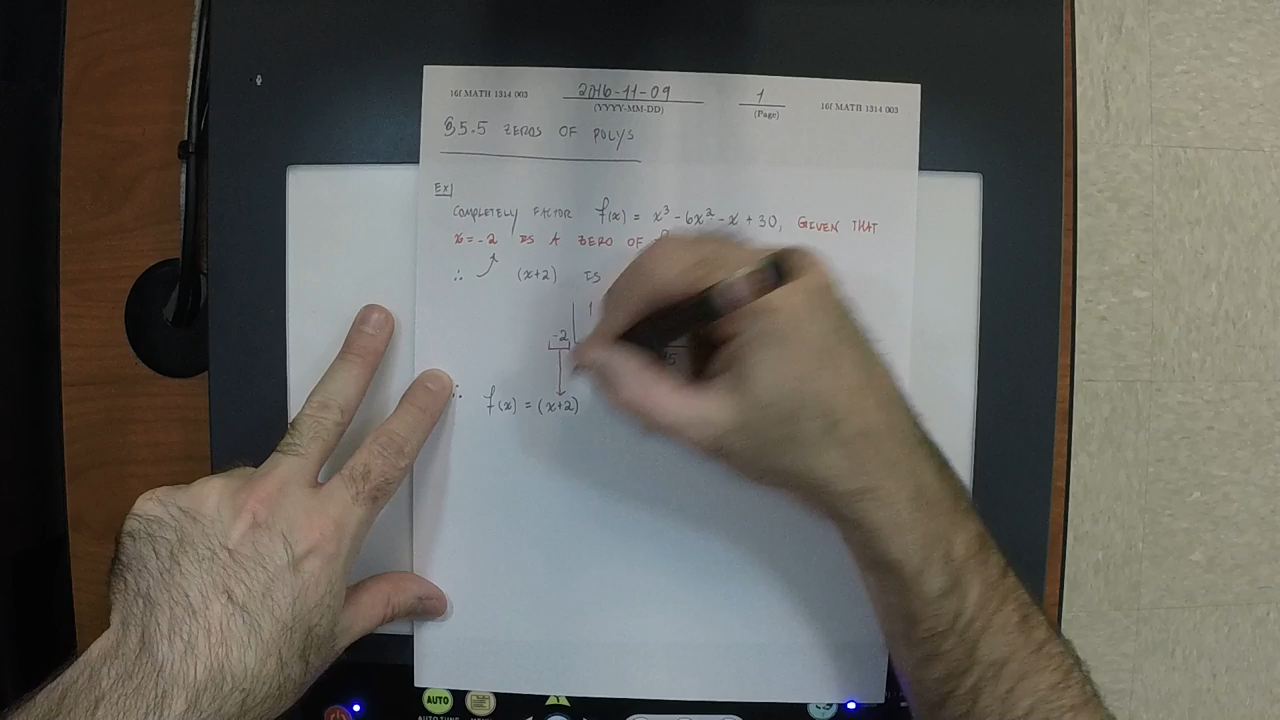 16f MATH 1314 003
2016-11-09
(YYYY-MM-DD)
1
(Page)
16f MATH 1314 003
§5.5 ZEROS OF POLYS
Ex)
COMPLETELY FACTOR f(x) = x³ - 6x² - x + 30, GIVEN THAT
x = -2 IS A ZERO OF
∴ (x+2) IS
1
-2
15
∴ f(x) = (x+2)
AUTO